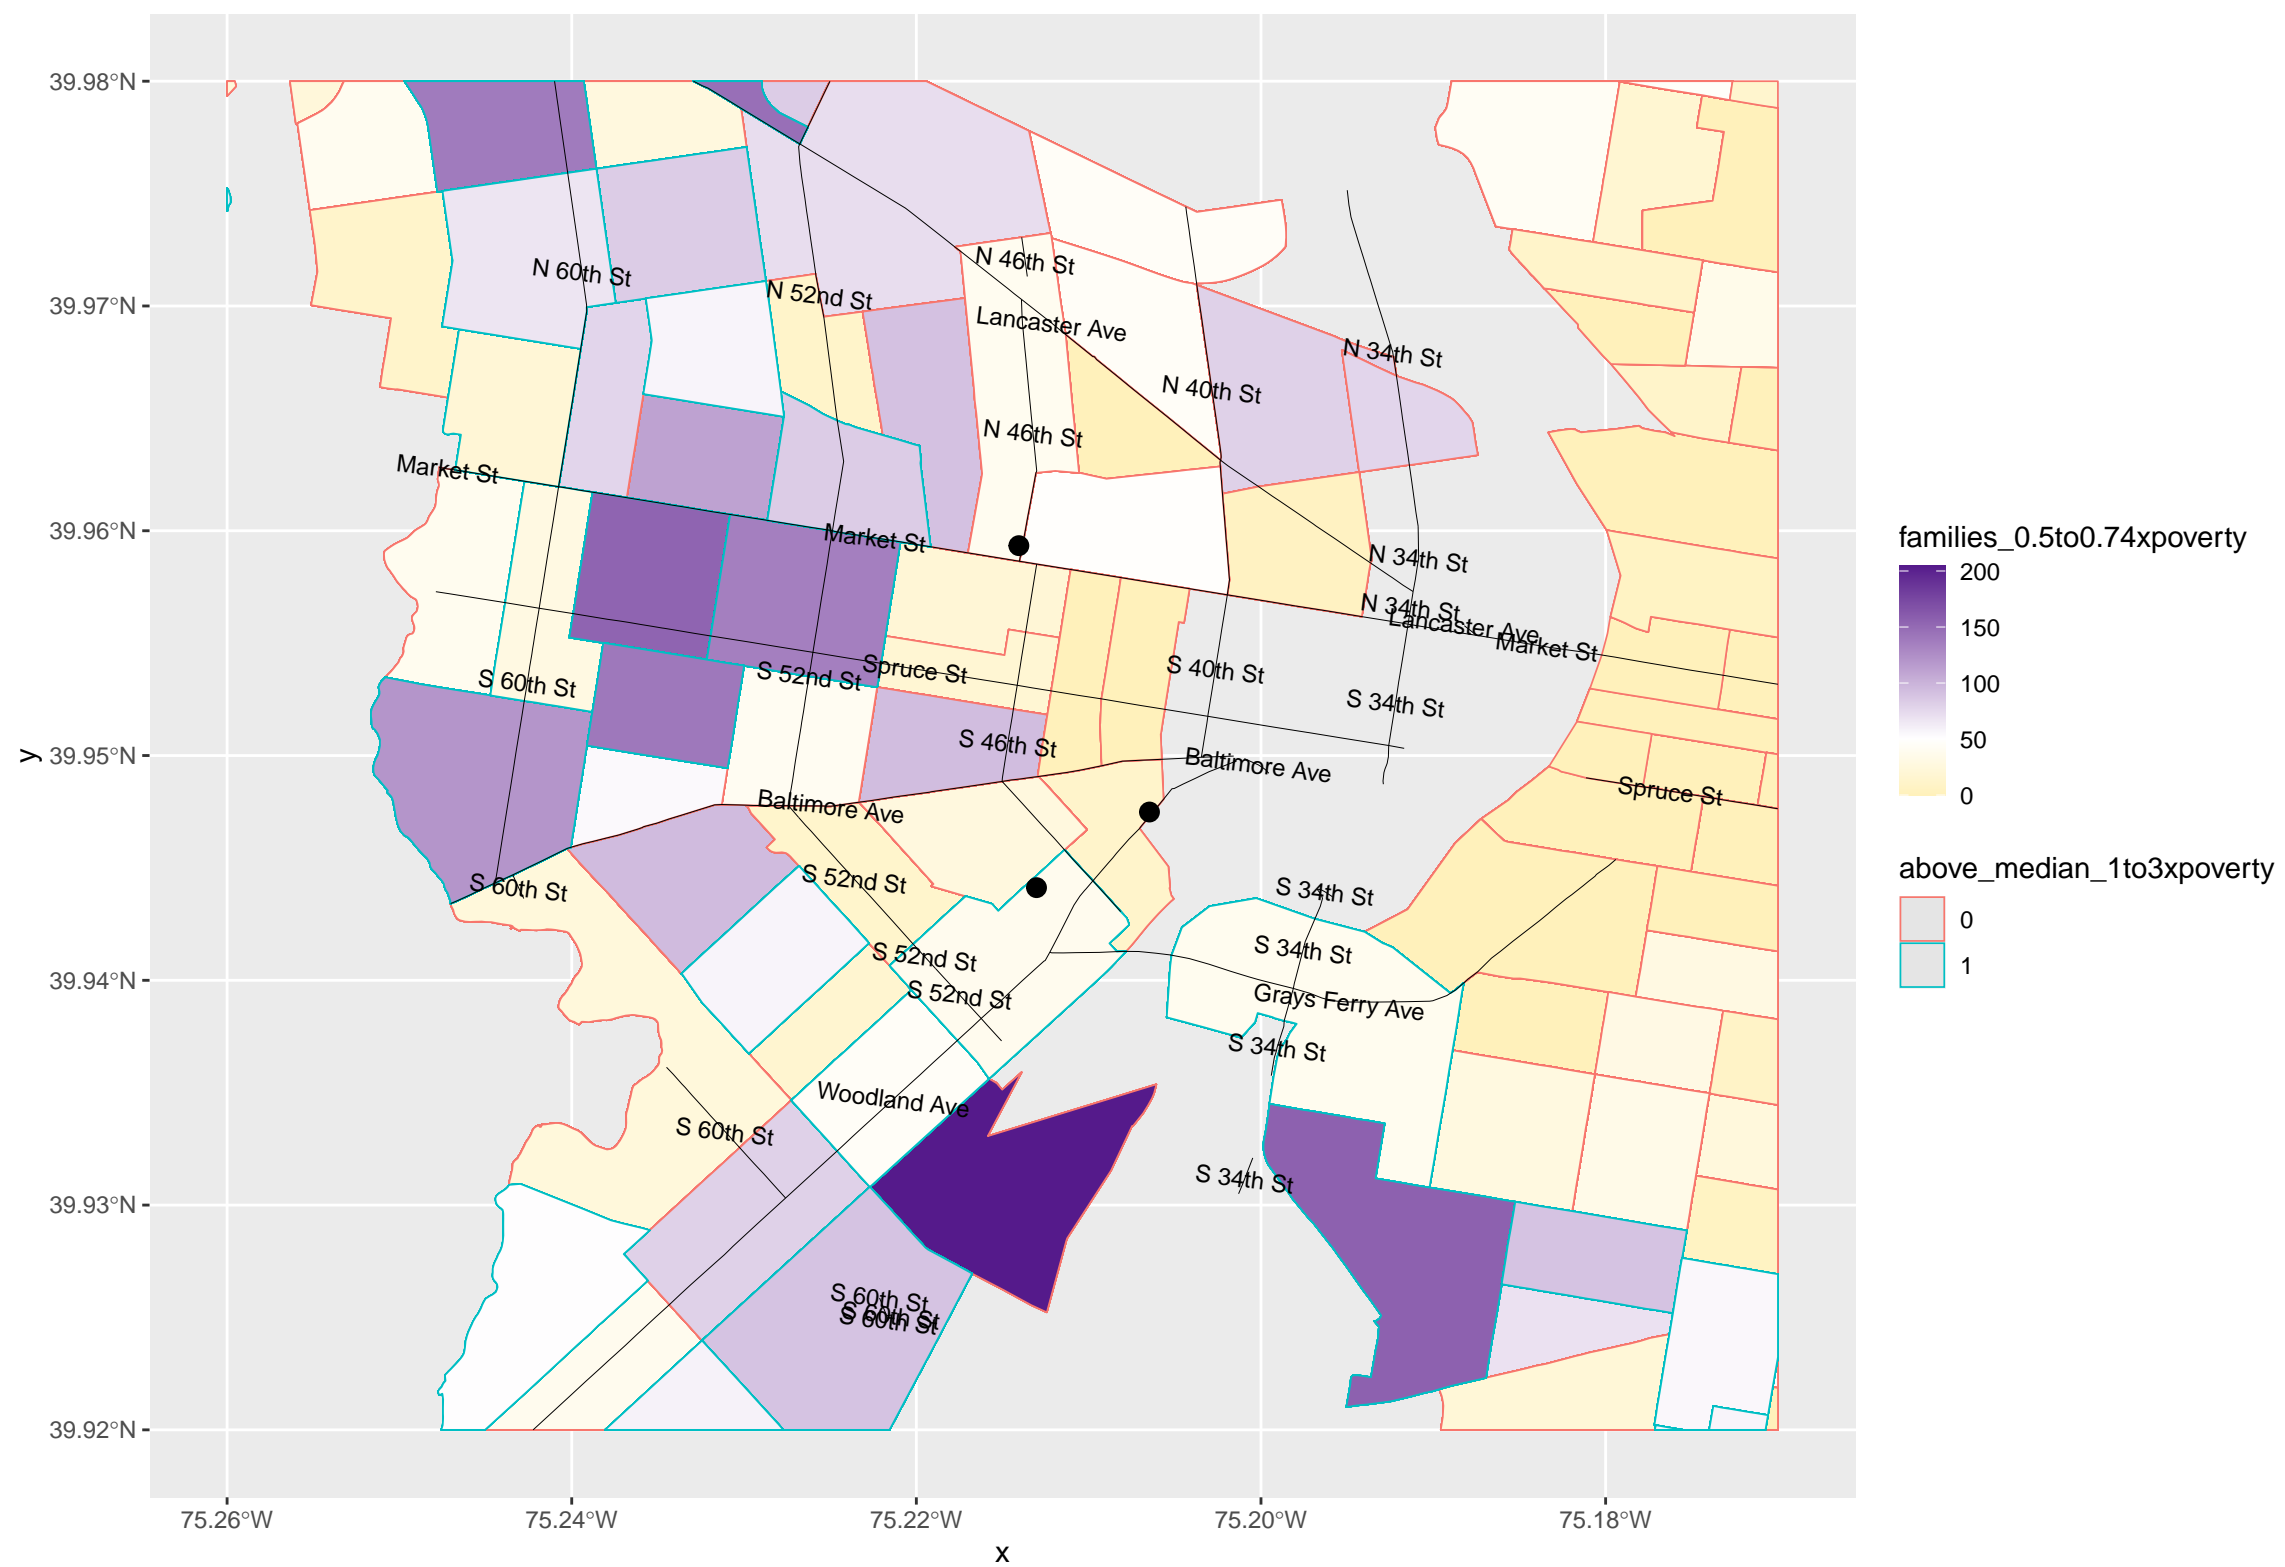 39.98°N
39.97°N
39.96°N
39.95°N
39.94°N
39.93°N
39.92°N
y
N 60th St
N 46th St
N 52nd St
Lancaster Ave
N 34th St
N 40th St
N 46th St
Market St
Market St
N 34th St
N 34th St
Lancaster Ave
Market St
Spruce St
S 40th St
S 52nd St
S 60th St
S 34th St
S 46th St
Baltimore Ave
Spruce St
Baltimore Ave
S 52nd St
S 60th St
S 34th St
S 34th St
S 52nd St
S 52nd St
Grays Ferry Ave
S 34th St
Woodland Ave
S 60th St
S 34th St
S 60th St
S 60th St
S 60th St
75.26°W
75.24°W
75.22°W
75.20°W
75.18°W
x
families_0.5to0.74xpoverty
200
150
100
50
0
above_median_1to3xpoverty
0
1